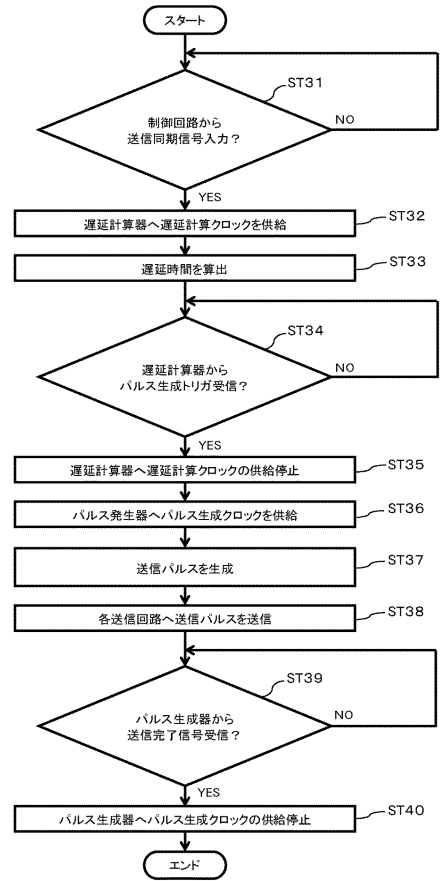 スタート
ST31
制御回路から
送信同期信号入力？
NO
YES
遅延計算器へ遅延計算クロックを供給
ST32
遅延時間を算出
ST33
ST34
遅延計算器から
パルス生成トリガ受信？
NO
YES
遅延計算器へ遅延計算クロックの供給停止
ST35
パルス発生器へパルス生成クロックを供給
ST36
送信パルスを生成
ST37
各送信回路へ送信パルスを送信
ST38
ST39
パルス生成器から
送信完了信号受信？
NO
YES
パルス生成器へパルス生成クロックの供給停止
ST40
エンド